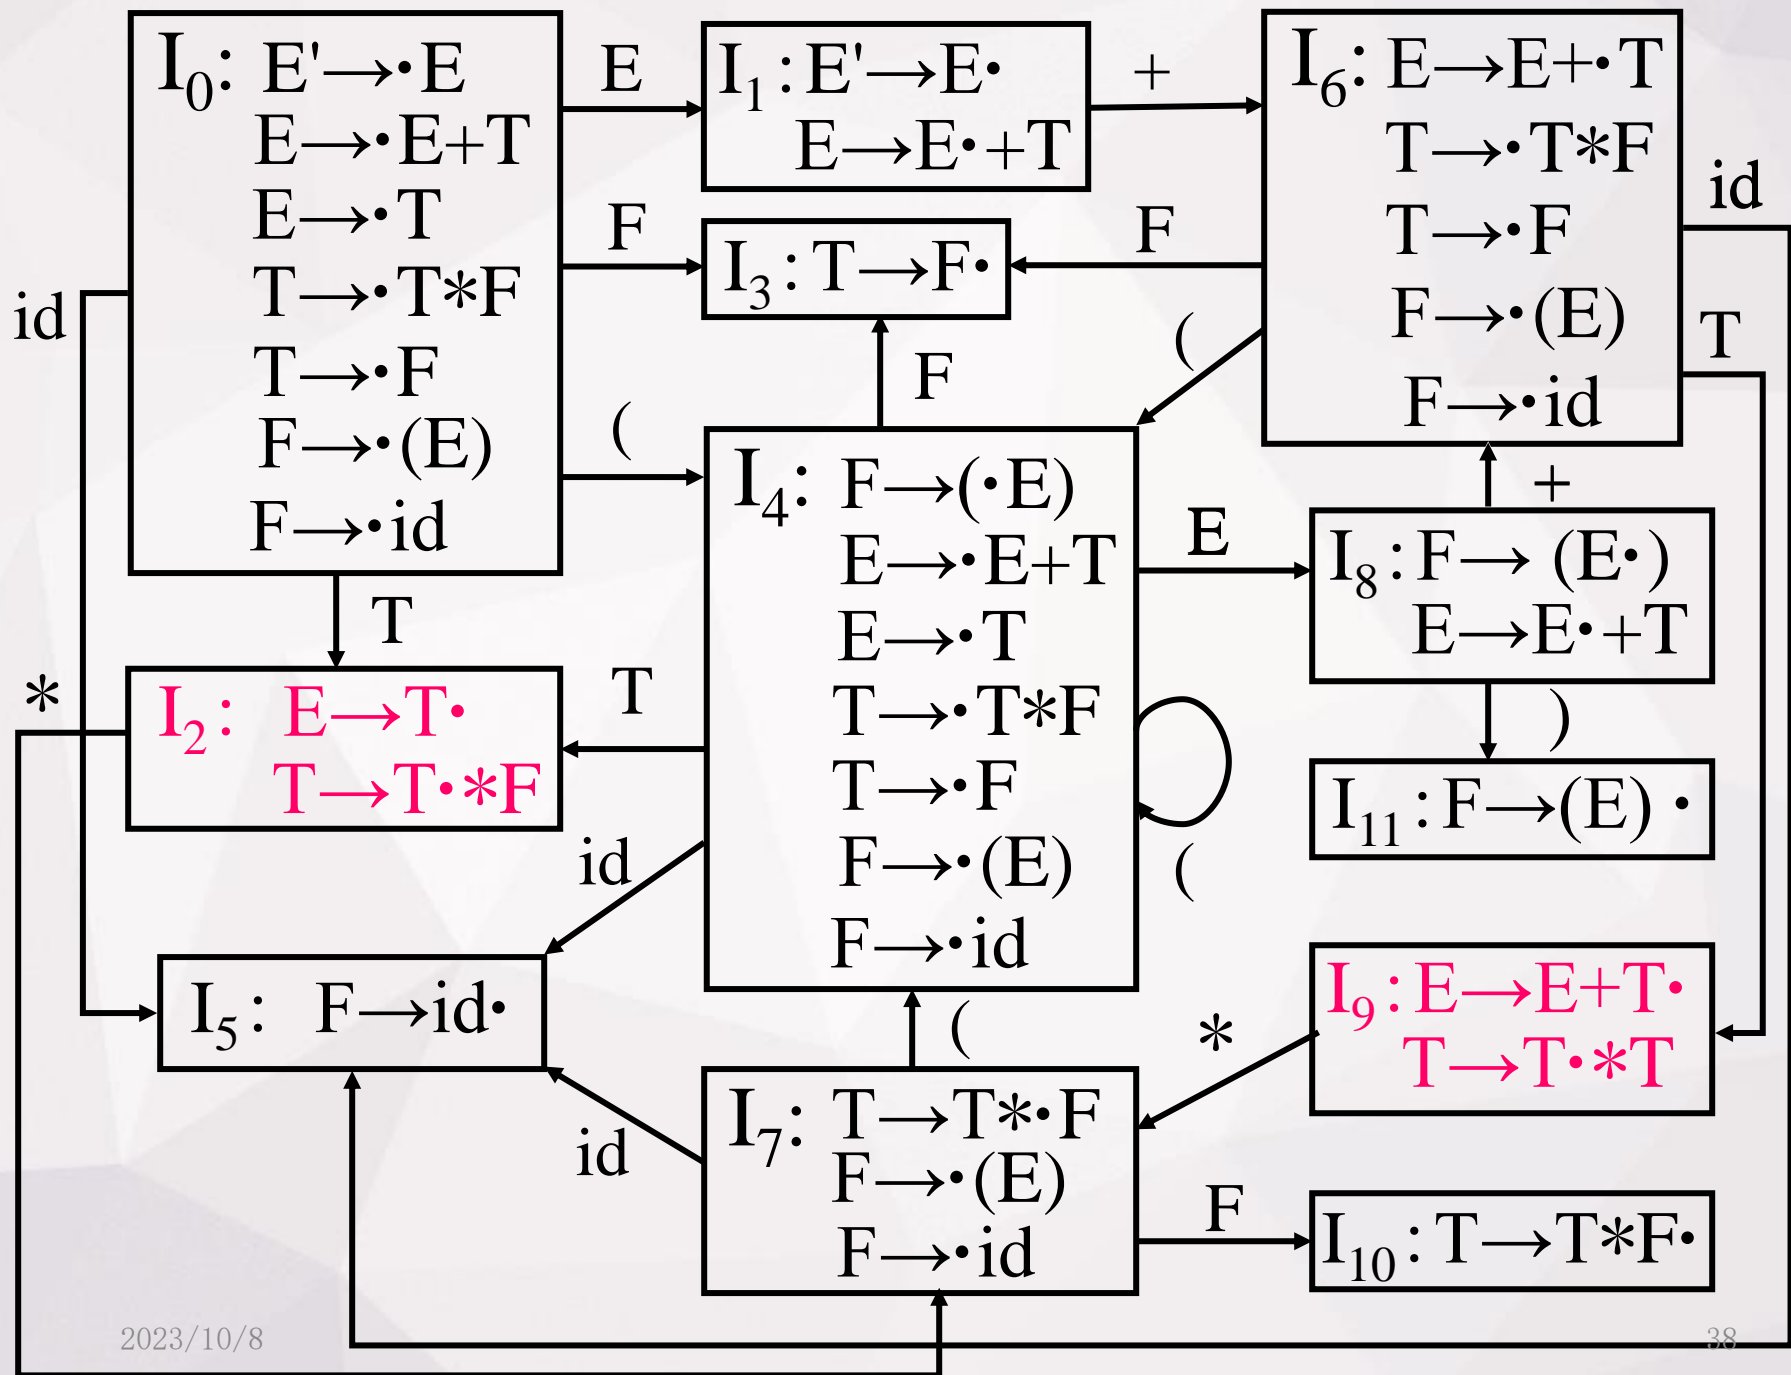 I0: E'→·E
E→·E+T
E→·T
T→·T*F
T→·F
F→·(E)
F→·id
E
I1: E'→E·
E→E·+T
+
I6: E→E+·T
T→·T*F
T→·F
F→·(E)
F→·id
id
F
I3: T→F·
F
id
(
F
(
T
I4: F→(·E)
E→·E+T
E→·T
T→·T*F
T→·F
F→·(E)
F→·id
E
+
I8: F→ (E·)
E→E·+T
T
*
I2: E→T·
T→T·*F
T
)
I11: F→(E) ·
id
(
I5: F→id·
(
*
I9: E→E+T·
T→T·*T
id
I7: T→T*·F
F→·(E)
F→·id
F
I10: T→T*F·
2023/10/8
38